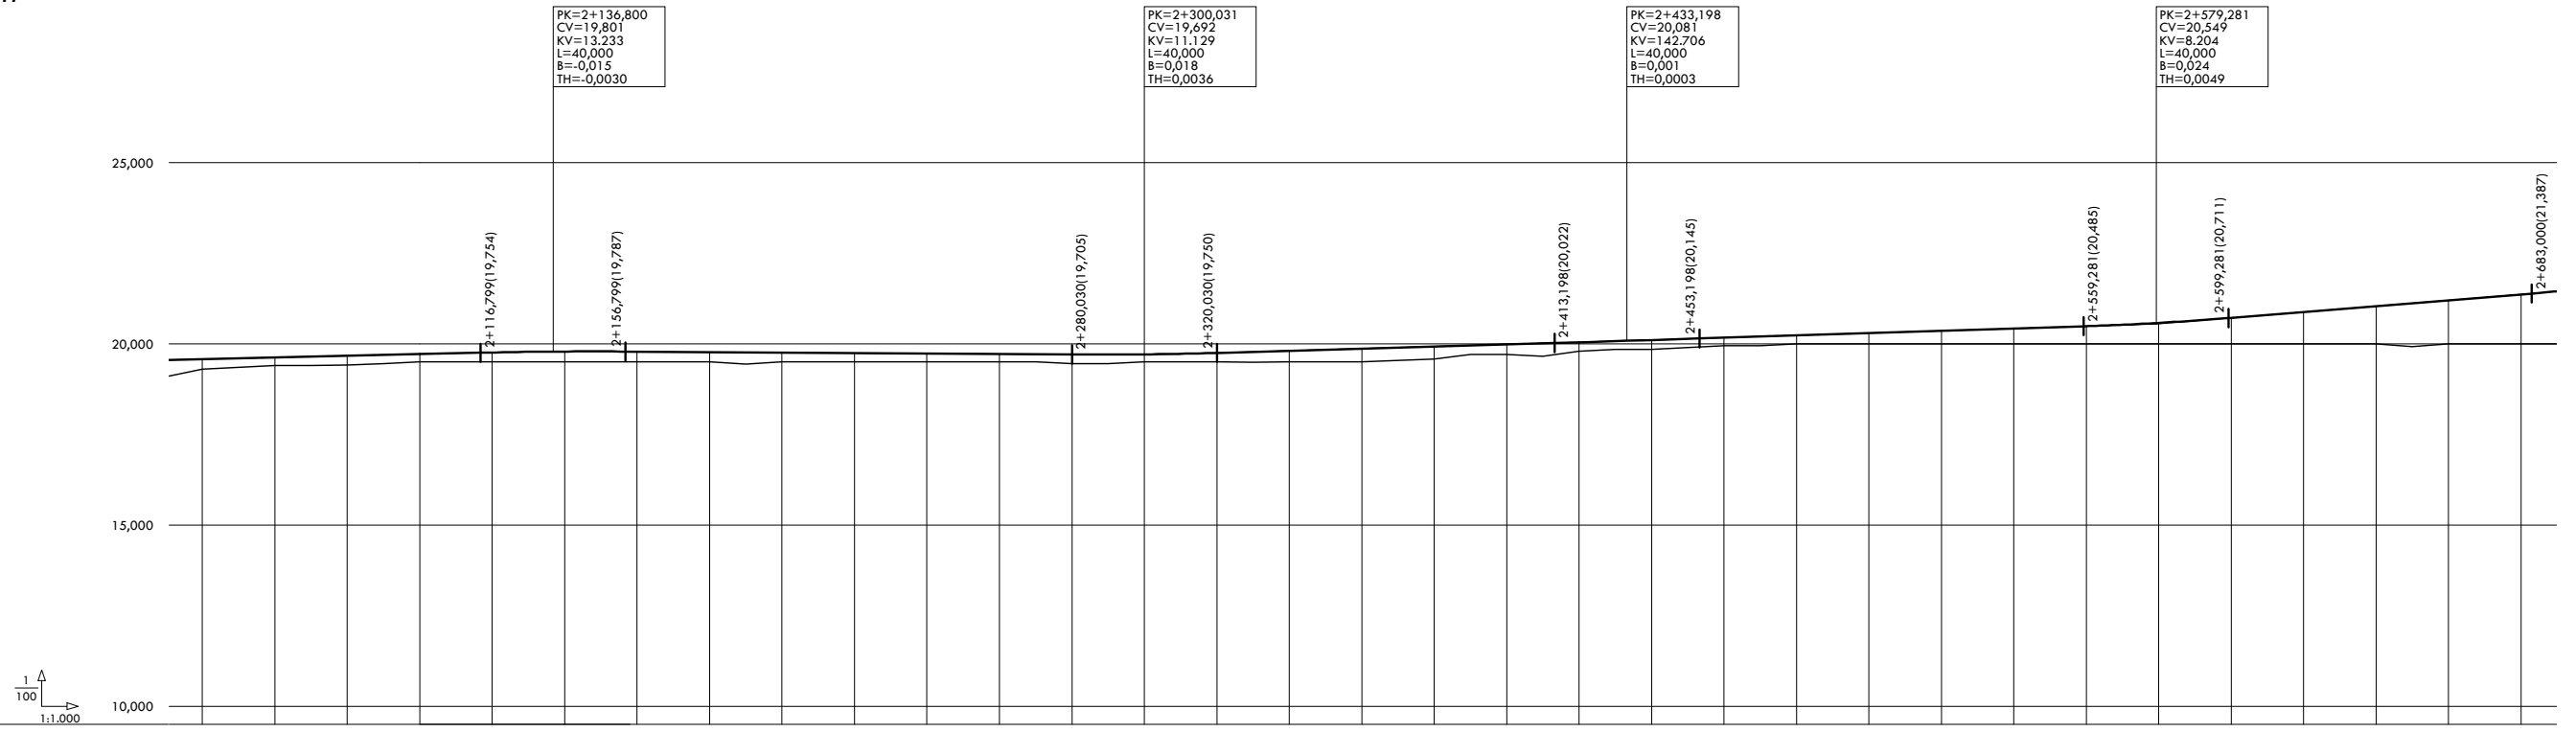 PK=2+136,800
CV=19,801
KV=13.233
L=40,000
B=-0,015
TH=-0,0030
PK=2+300,031
CV=19,692
KV=11.129
L=40,000
B=0,018
TH=0,0036
PK=2+433,198
CV=20,081
KV=142.706
L=40,000
B=0,001
TH=0,0003
PK=2+579,281
CV=20,549
KV=8.204
L=40,000
B=0,024
TH=0,0049
25,000
2+116,799(19,754)
2+156,799(19,787)
2+280,030(19,705)
2+320,030(19,750)
2+413,198(20,022)
2+453,198(20,145)
2+559,281(20,485)
2+599,281(20,711)
2+683,000(21,387)
20,000
15,000
10,000
1
100
1:1.000